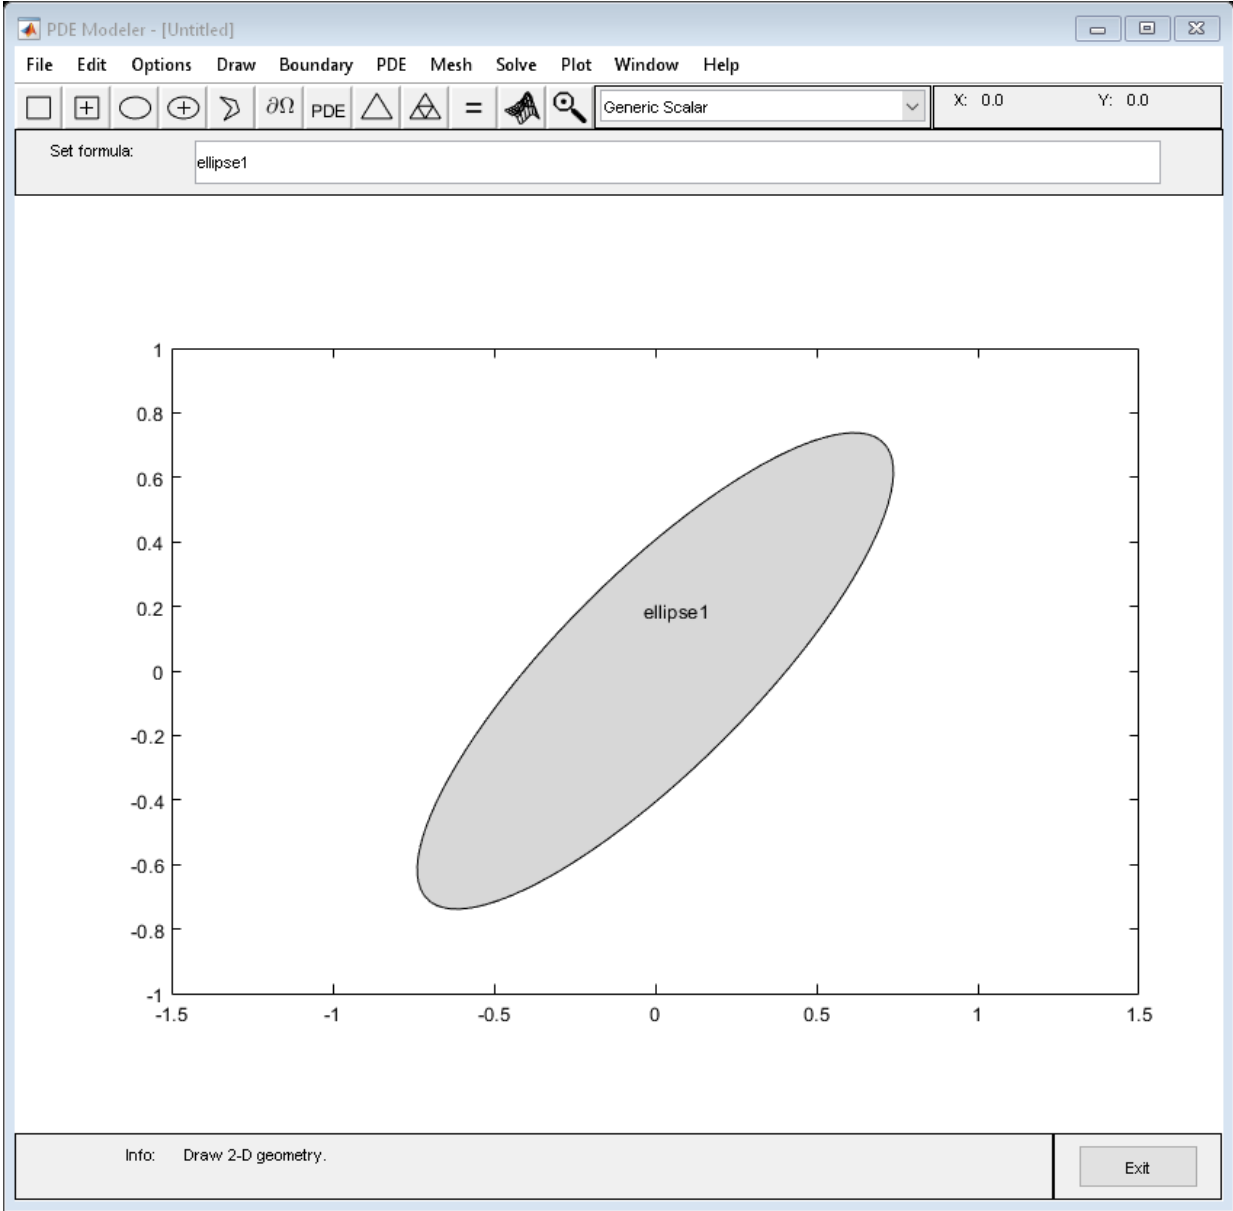 PDE Modeler - [Untitled]
File Edit Options Draw Boundary PDE Mesh Solve Plot Window Help
∂Ω PDE = Generic Scalar X: 0.0 Y: 0.0
Set formula: ellipse1
1
0.8
0.6
0.4
0.2
0
-0.2
-0.4
-0.6
-0.8
-1
ellipse1
-1.5 -1 -0.5 0 0.5 1 1.5
Info: Draw 2-D geometry. Exit